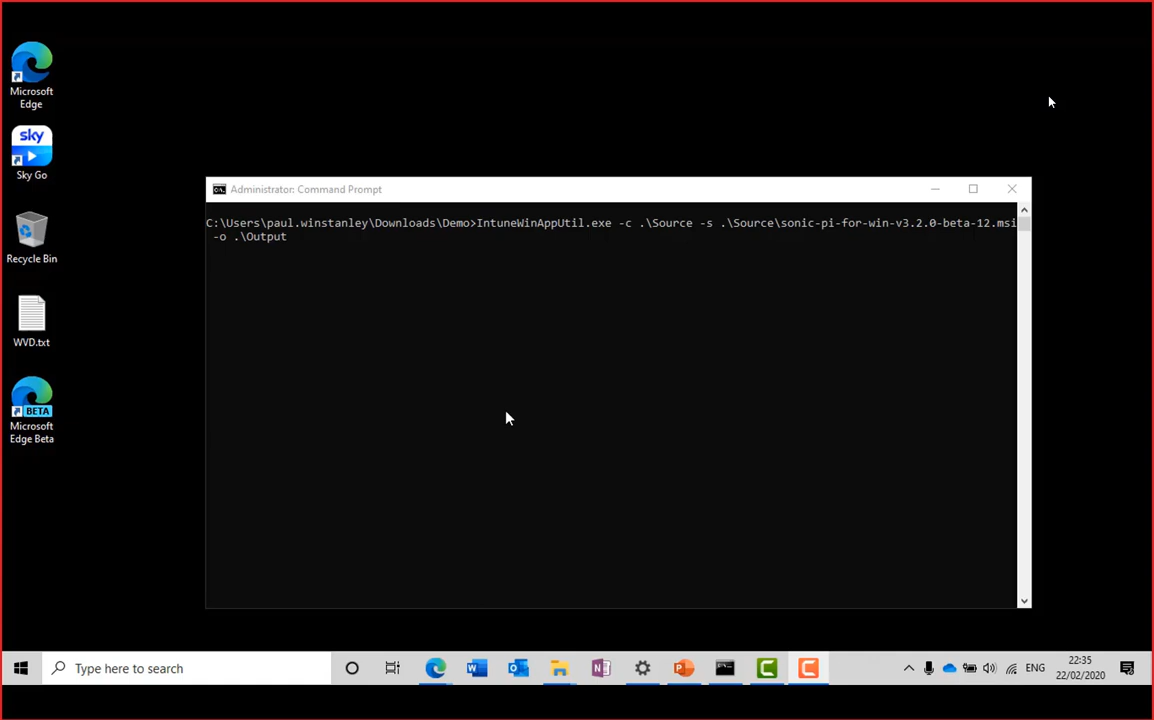 Microsoft
Edge
sky
Sky Go
Recycle Bin
WVD.txt
BETA
Microsoft
Edge Beta
C:\. Administrator: Command Prompt
C:\Users\paul.winstanley\Downloads\Demo>IntuneWinAppUtil.exe -c .\Source -s .\Source\sonic-pi-for-win-v3.2.0-beta-12.msi
-o .\Output
Type here to search
ENG
22:35
22/02/2020